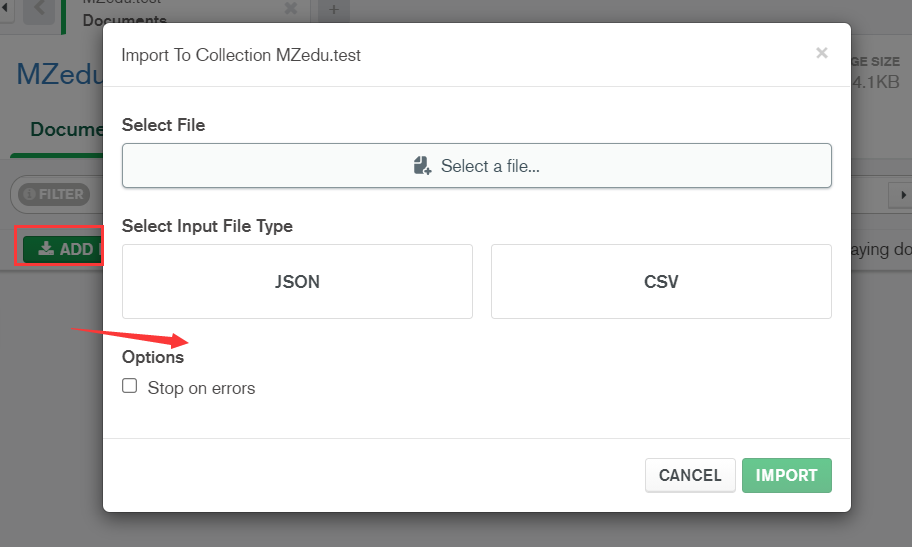 MZedu.test
Documents
Import To Collection MZedu.test
GE SIZE
MZedu
4.1KB
Select File
Docume
Select a file...
FILTER
Select Input File Type
ADD
aying do
JSON
CSV
Options
Stop on errors
CANCEL
IMPORT